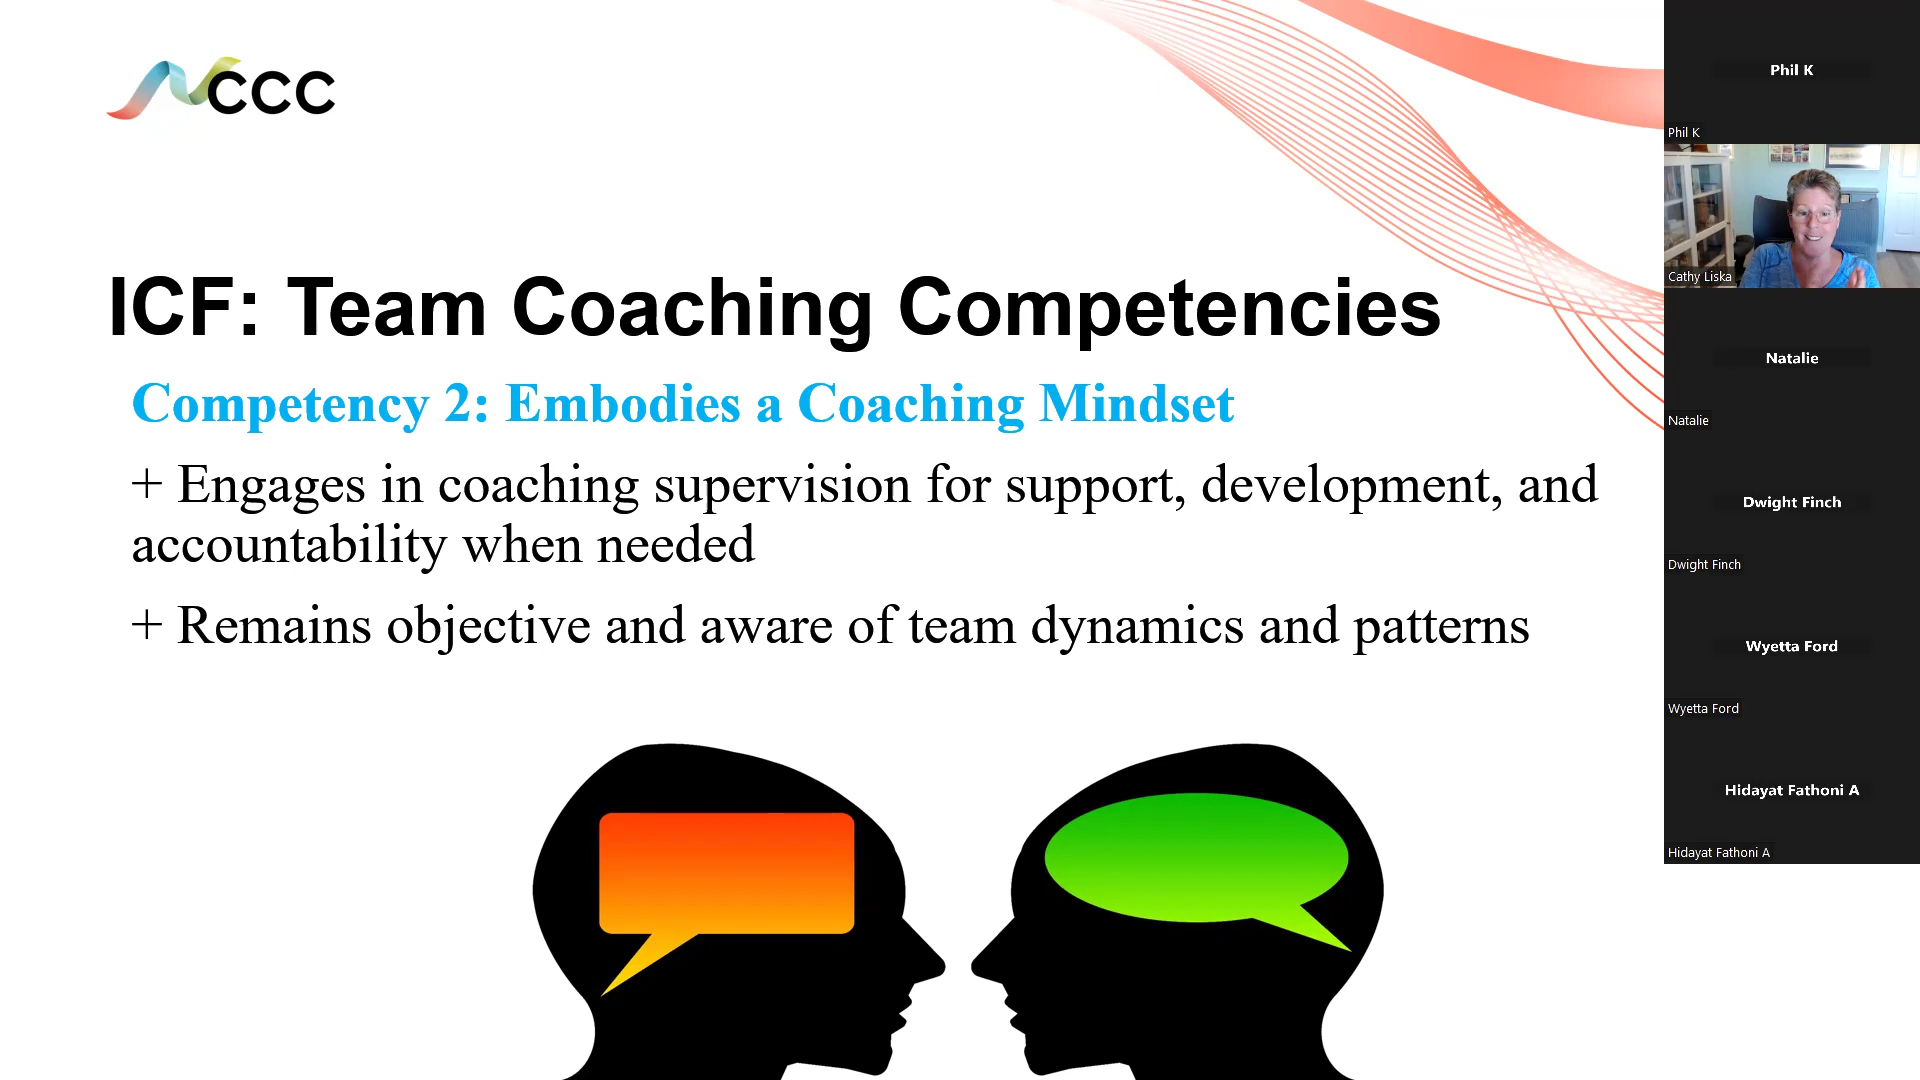 CCC
ICF: Team Coaching Competencies
Competency 2: Embodies a Coaching Mindset
+ Engages in coaching supervision for support, development, and
accountability when needed
+ Remains objective and aware of team dynamics and patterns
Phil K
Phil K
Cathy Liska
Natalie
Natalie
Dwight Finch
Dwight Finch
Wyetta Ford
Wyetta Ford
Hidayat Fathoni A
Hidayat Fathoni A